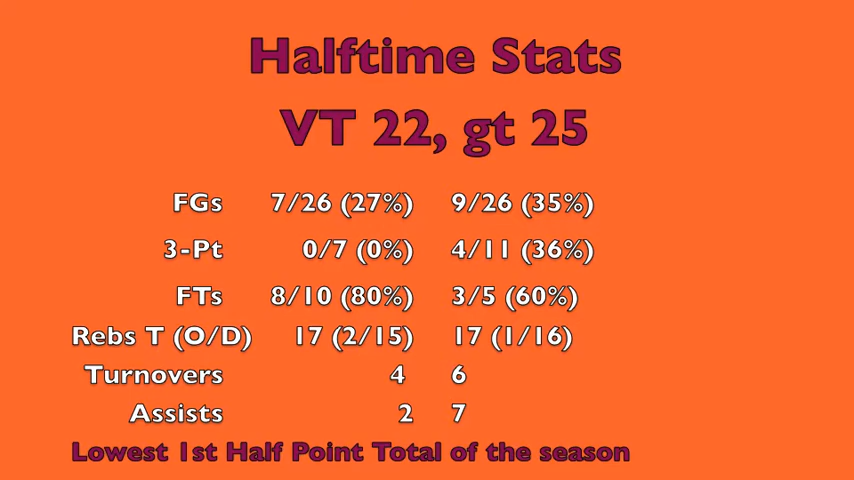 Halftime Stats
VT 22, gt 25
FGs 7/26 (27%) 9/26 (35%)
3-Pt 0/7 (0%) 4/11 (36%)
FTs 8/10 (80%) 3/5 (60%)
Rebs T (O/D) 17 (2/15) 17 (1/16)
Turnovers 4 6
Assists 2 7
Lowest 1st Half Point Total of the season